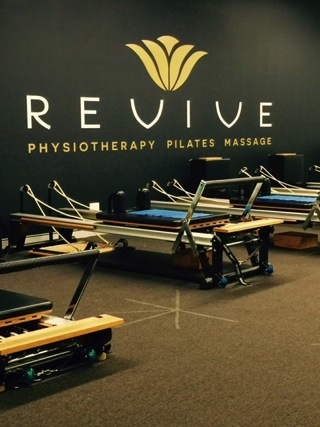 REVIVE
PHYSIOTHERAPY PILATES MASSAGE